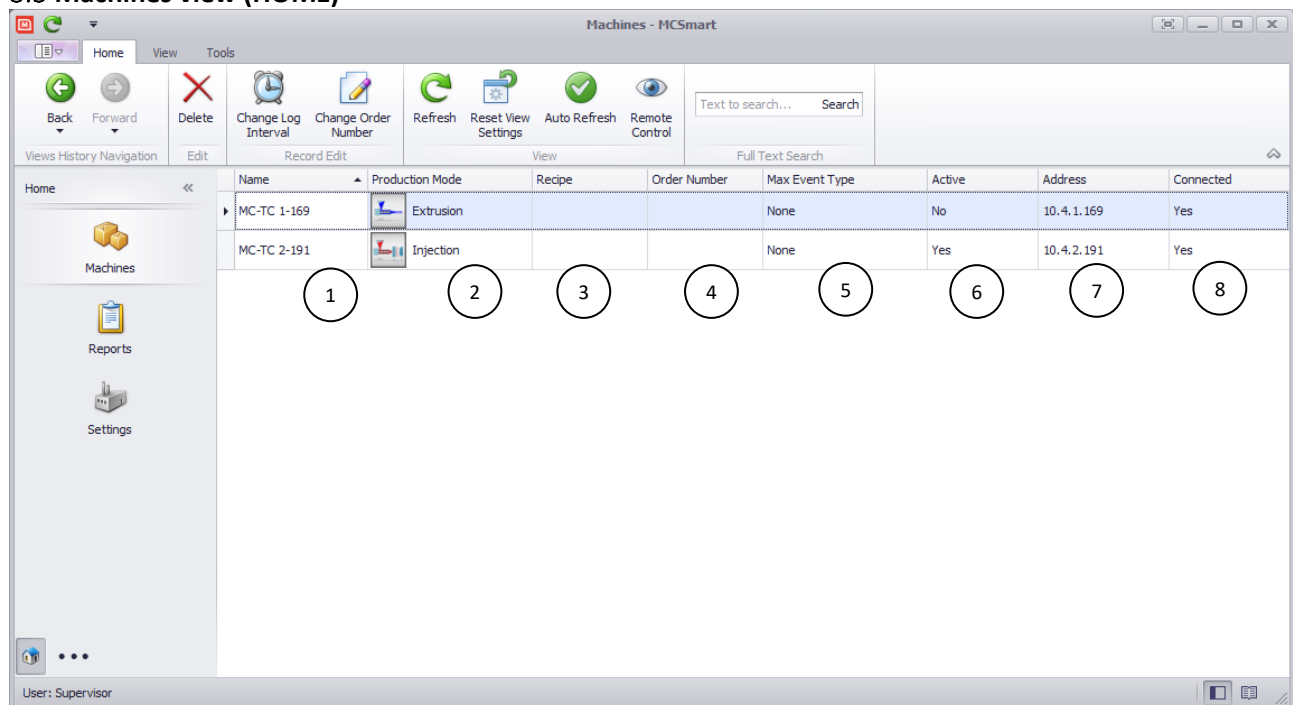 Machines view (HOME)
Machines - MCSmart
Home View Tools
Back Forward Delete Change Log Interval Change Order Number Refresh Reset View Settings Auto Refresh Remote Control Text to search... Search
Views History Navigation Edit Record Edit View Full Text Search
Home
Name Production Mode Recipe Order Number Max Event Type Active Address Connected
MC-TC 1-169 Extrusion None No 10.4.1.169 Yes
MC-TC 2-191 Injection None Yes 10.4.2.191 Yes
1 2 3 4 5 6 7 8
Machines
Reports
Settings
User: Supervisor